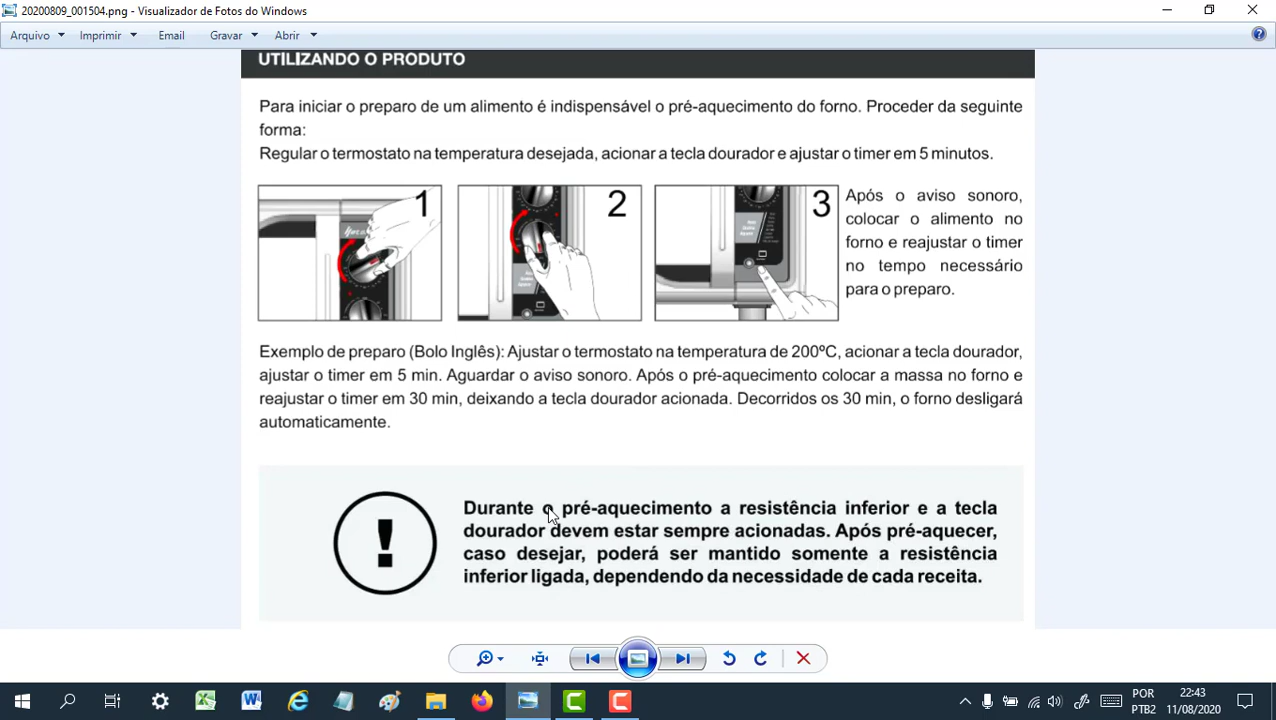 20200809_001504.png - Visualizador de Fotos do Windows
Arquivo Imprimir Email Gravar Abrir
UTILIZANDO O PRODUTO
Para iniciar o preparo de um alimento é indispensável o pré-aquecimento do forno. Proceder da seguinte
forma:
Regular o termostato na temperatura desejada, acionar a tecla dourador e ajustar o timer em 5 minutos.
1
2
3
Após o aviso sonoro,
colocar o alimento no
forno e reajustar o timer
no tempo necessário
para o preparo.
Exemplo de preparo (Bolo Inglês): Ajustar o termostato na temperatura de 200ºC, acionar a tecla dourador,
ajustar o timer em 5 min. Aguardar o aviso sonoro. Após o pré-aquecimento colocar a massa no forno e
reajustar o timer em 30 min, deixando a tecla dourador acionada. Decorridos os 30 min, o forno desligará
automaticamente.
!
Durante o pré-aquecimento a resistência inferior e a tecla
dourador devem estar sempre acionadas. Após pré-aquecer,
caso desejar, poderá ser mantido somente a resistência
inferior ligada, dependendo da necessidade de cada receita.
POR
PTB2
22:43
11/08/2020